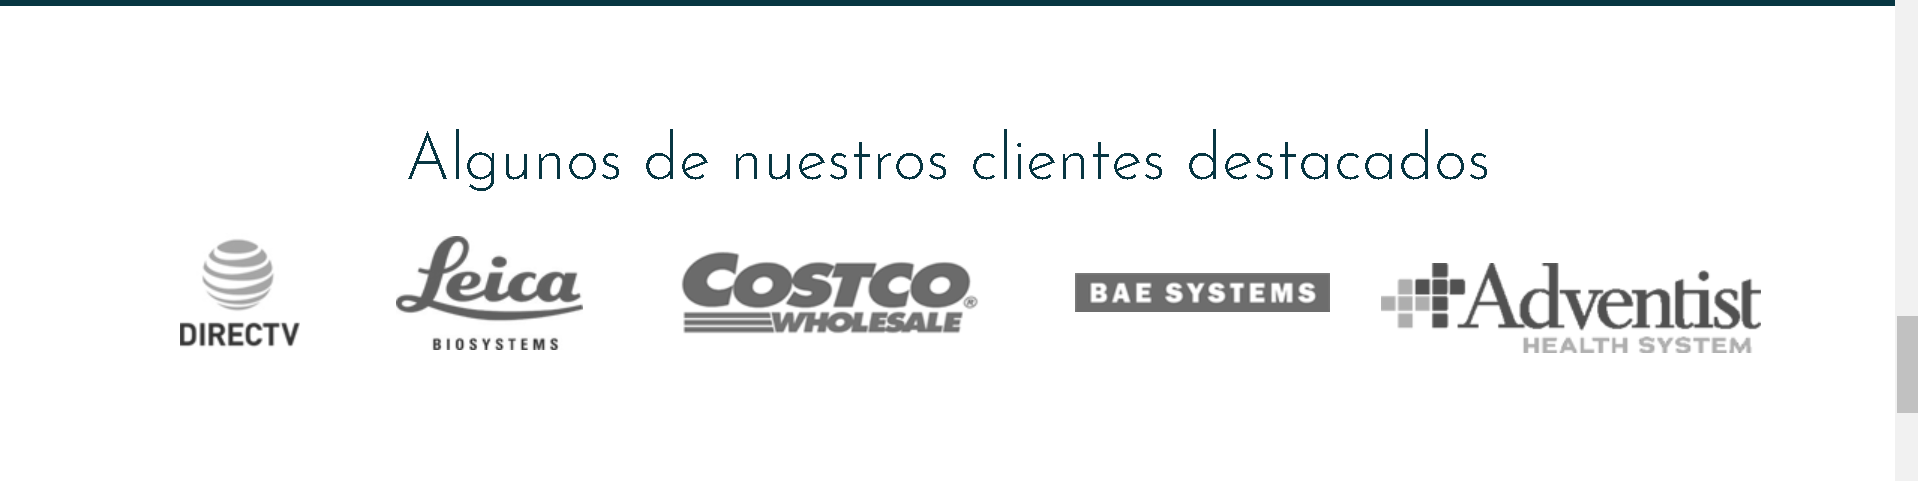 Algunos de nuestros clientes destacados
DIRECTV
Leica
BIOSYSTEMS
COSTCO®
WHOLESALE
BAE SYSTEMS
Adventist
HEALTH SYSTEM